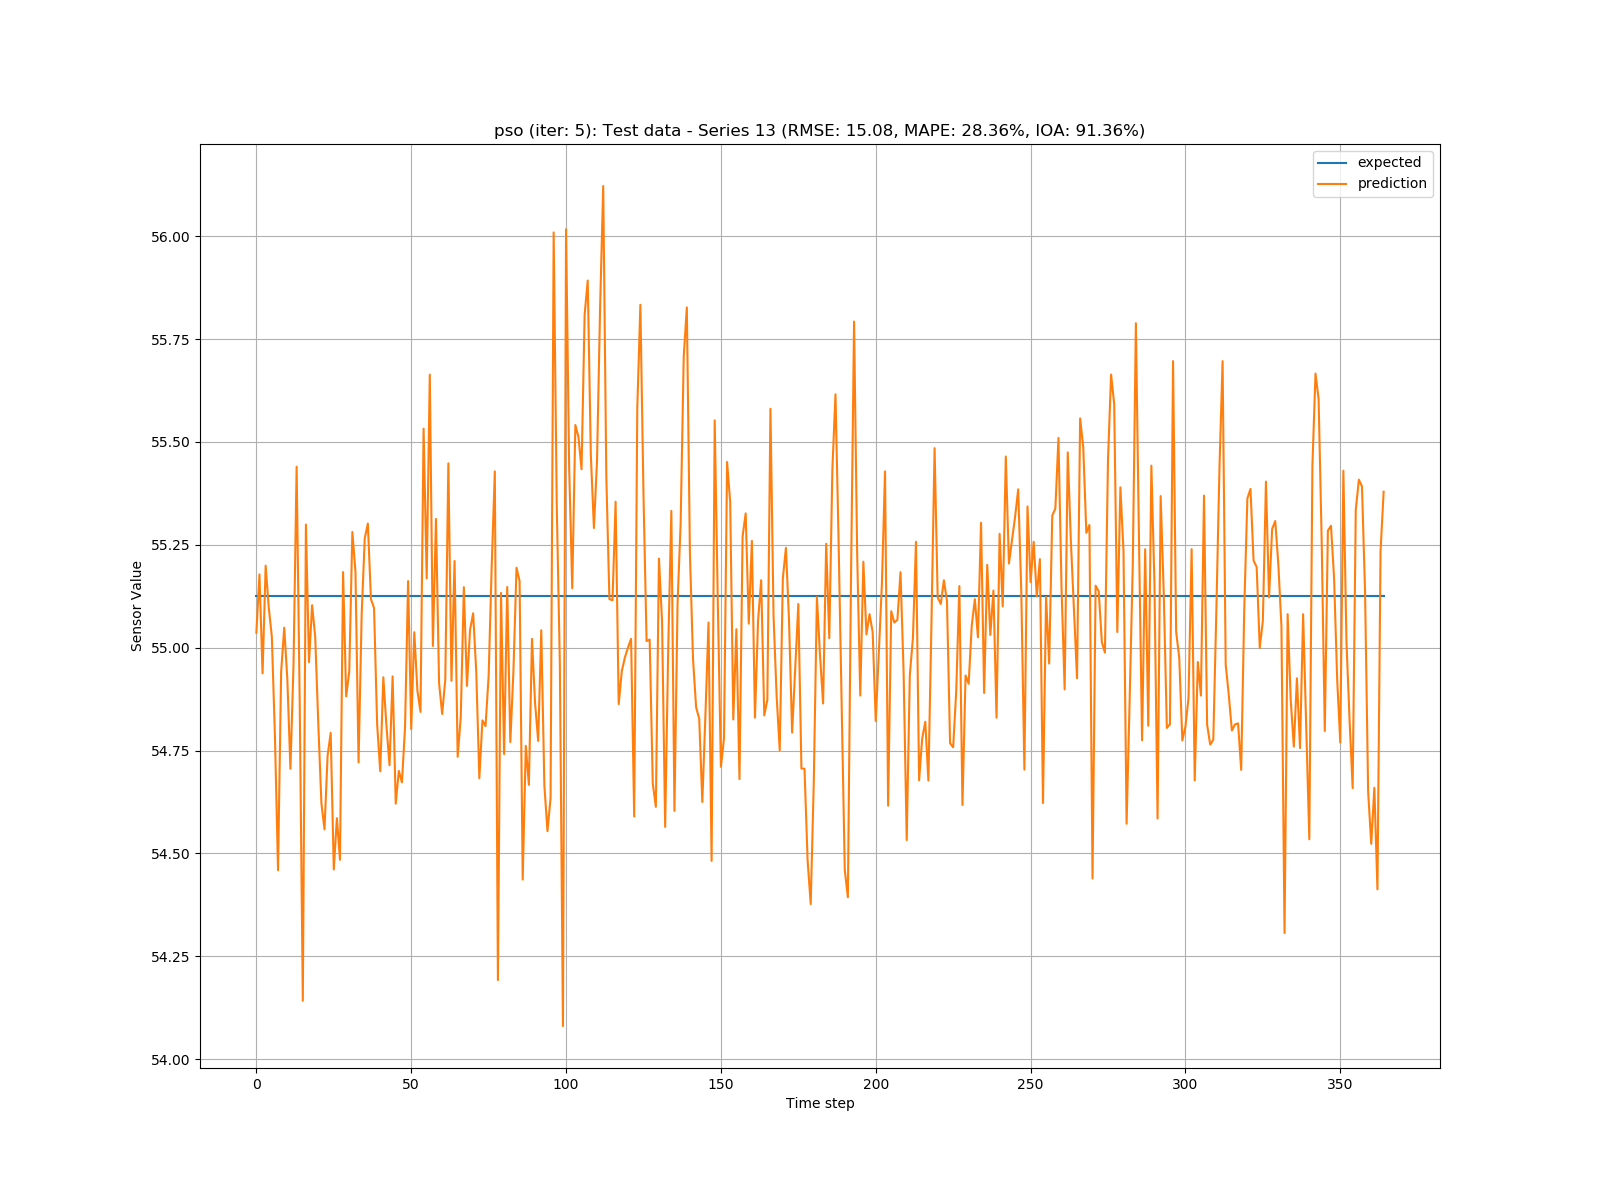 pso (iter: 5): Test data - Series 13 (RMSE: 15.08, MAPE: 28.36%, IOA: 91.36%)
expected
prediction
56.00
55.75
55.50
55.25
55.00
54.75
54.50
54.25
54.00
Sensor Value
0 50 100 150 200 250 300 350
Time step